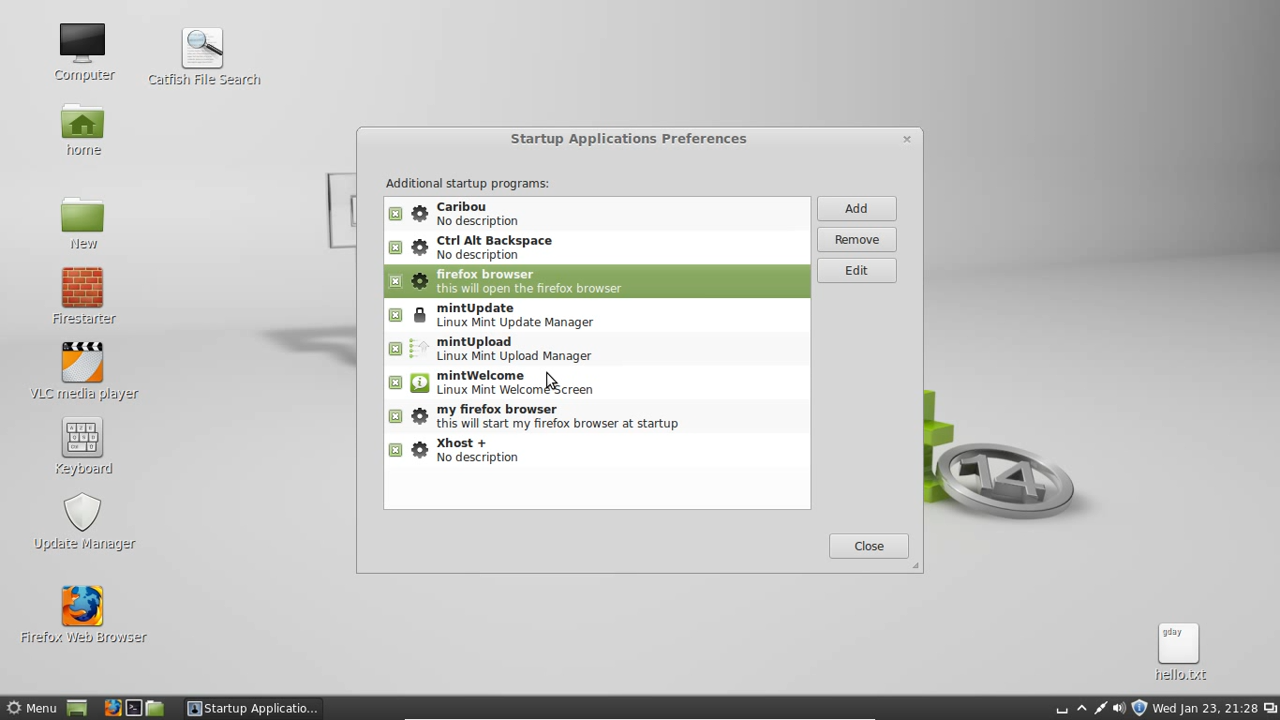 Computer
Catfish File Search
home
New
Firestarter
VLC media player
Keyboard
Update Manager
Firefox Web Browser
Startup Applications Preferences
Additional startup programs:
Caribou
No description
Ctrl Alt Backspace
No description
firefox browser
this will open the firefox browser
mintUpdate
Linux Mint Update Manager
mintUpload
Linux Mint Upload Manager
mintWelcome
Linux Mint Welcome Screen
my firefox browser
this will start my firefox browser at startup
Xhost +
No description
Add
Remove
Edit
Close
14
gday
hello.txt
Menu
Startup Applicatio...
Wed Jan 23, 21:28